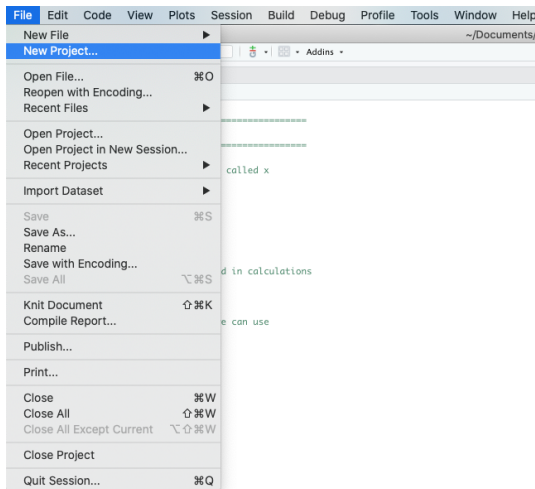 File Edit Code View Plots Session Build Debug Profile Tools Window Help
New File
~/Documents/
New Project...
Addins
Open File... ⌘O
Reopen with Encoding...
Recent Files
==============
Open Project...
Open Project in New Session...
==============
Recent Projects
called x
Import Dataset
Save ⌘S
Save As...
Rename
Save with Encoding...
d in calculations
Save All ⌥⌘S
Knit Document ⇧⌘K
Compile Report...
e can use
Publish...
Print...
Close ⌘W
Close All ⇧⌘W
Close All Except Current ⌥⇧⌘W
Close Project
Quit Session... ⌘Q